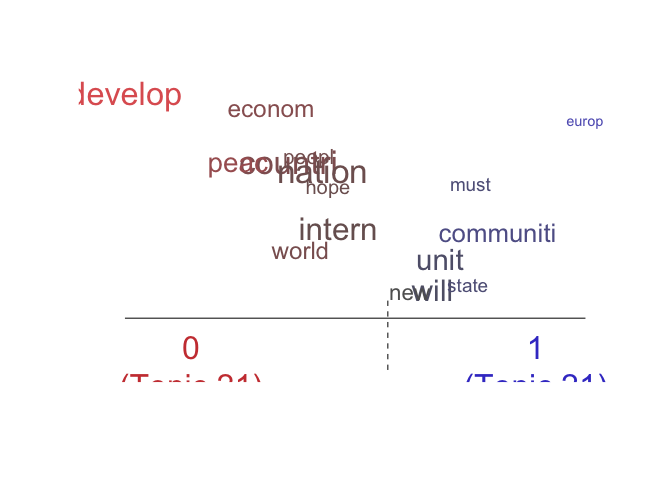 develop
econom
europ
peopl
peac countri
nation
must
hope
intern
communiti
world
unit
state
new will
0 1
(Topic 21) (Topic 21)